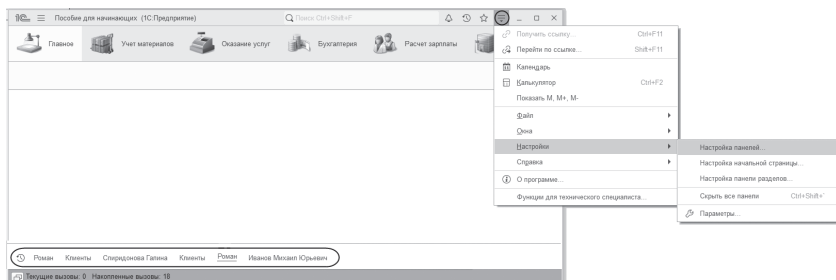 1С Пособие для начинающих (1С:Предприятие) Поиск Ctrl+Shift+F
Главное Учет материалов Оказание услуг Бухгалтерия Расчет зарплаты
Получить ссылку... Ctrl+F11
Перейти по ссылке... Shift+F11
Календарь
Калькулятор Ctrl+F2
Показать M, M+, M-
Файл
Окна
Настройки
Справка
О программе...
Функции для технического специалиста...
Настройка панелей...
Настройка начальной страницы...
Настройка панели разделов...
Скрыть все панели Ctrl+Shift+`
Параметры...
Роман Клиенты Спиридонова Галина Клиенты Роман Иванов Михаил Юрьевич
Текущие вызовы: 0 Накопленные вызовы: 18